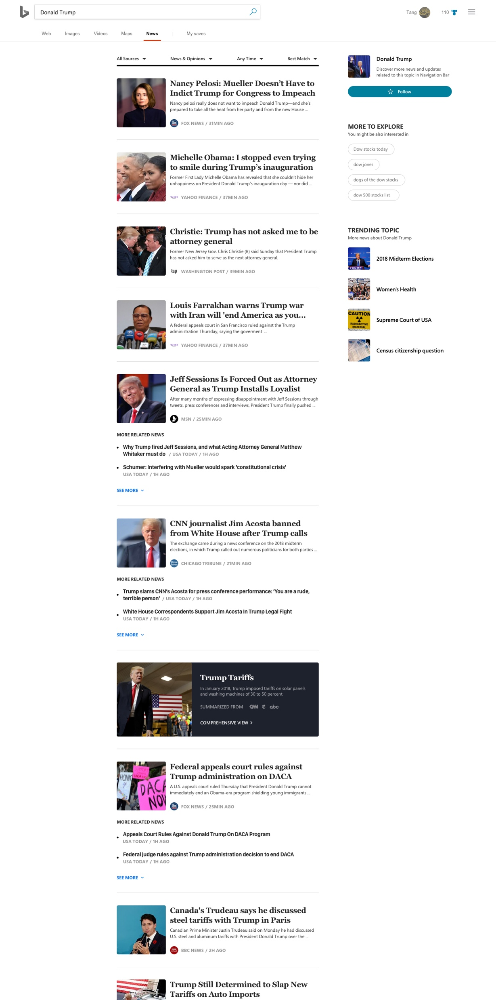 Donald Trump
Tang
110
Web
Images
Videos
Maps
News
My saves
All Sources
News & Opinions
Any Time
Best Match
Nancy Pelosi: Mueller Doesn’t Have to
Indict Trump for Congress to Impeach
Nancy pelosi really does not want to impeach Donald Trump—and she’s
prepared to take all the heat from her party and from the new House ...
FOX NEWS / 31MIN AGO
Michelle Obama: I stopped even trying
to smile during Trump’s inauguration
Former First Lady Michelle Obama has revealed that she couldn’t hide her
unhappiness on President Donald Trump’s inauguration day — nor did ...
YAHOO!
YAHOO FINANCE / 37MIN AGO
Christie: Trump has not asked me to be
attorney general
Former New Jersey Gov. Chris Christie (R) said Sunday that President Trump
has not asked him to serve as the next attorney general.
wp
WASHINGTON POST / 39MIN AGO
Louis Farrakhan warns Trump war
with Iran will 'end America as you...
A federal appeals court in San Francisco ruled against the Trump
administration Thursday, saying the goverment ...
YAHOO!
YAHOO FINANCE / 37MIN AGO
Jeff Sessions Is Forced Out as Attorney
General as Trump Installs Loyalist
After many months of expressing disappointment with Jeff Sessions through
tweets, press conferences and interviews, President Trump finally pushed ...
MSN / 25MIN AGO
MORE RELATED NEWS
• Why Trump fired Jeff Sessions, and what Acting Attorney General Matthew
Whitaker must do / USA TODAY / 1H AGO
• Schumer: Interfering with Mueller would spark 'constitutional crisis'
USA TODAY / 1H AGO
SEE MORE
CNN journalist Jim Acosta banned
from White House after Trump calls
The exchange came during a news conference on the 2018 midterm
elections, in which Trump called out numerous politicians for both parties ...
Chicago
Tribune
CHICAGO TRIBUNE / 21MIN AGO
MORE RELATED NEWS
• Trump slams CNN’s Acosta for press conference performance: ‘You are a rude,
terrible person’ / USA TODAY / 1H AGO
• White House Correspondents Support Jim Acosta In Trump Legal Fight
USA TODAY / 1H AGO
SEE MORE
Trump Tariffs
In January 2018, Trump imposed tariffs on solar panels
and washing machines of 30 to 50 percent.
SUMMARIZED FROM CNN T abc
COMPREHENSIVE VIEW >
HONK
4
DACA
NOW
Federal appeals court rules against
Trump administration on DACA
A U.S. appeals court ruled Thursday that President Donald Trump cannot
immediately end an Obama-era program shielding young immigrants ...
FOX NEWS / 25MIN AGO
MORE RELATED NEWS
• Appeals Court Rules Against Donald Trump On DACA Program
USA TODAY / 1H AGO
• Federal judge rules against Trump administration decision to end DACA
USA TODAY / 1H AGO
SEE MORE
Canada's Trudeau says he discussed
steel tariffs with Trump in Paris
Canadian Prime Minister Justin Trudeau said on Monday he had discussed
U.S. steel and aluminum tariffs with President Donald Trump over the ...
BBC NEWS / 2H AGO
Trump Still Determined to Slap New
Tariffs on Auto Imports
Donald Trump
Discover more news and updates
related to this topic in Navigation Bar
Follow
MORE TO EXPLORE
You might be also interested in
Dow stocks today
dow jones
dogs of the dow stocks
dow 500 stocks list
TRENDING TOPIC
More news about Donald Trump
TRUMP
2018 Midterm Elections
Women's Health
CAUTION
RADIOACTIVE
MATERIAL
Supreme Court of USA
10
10
10
Census citizenship question